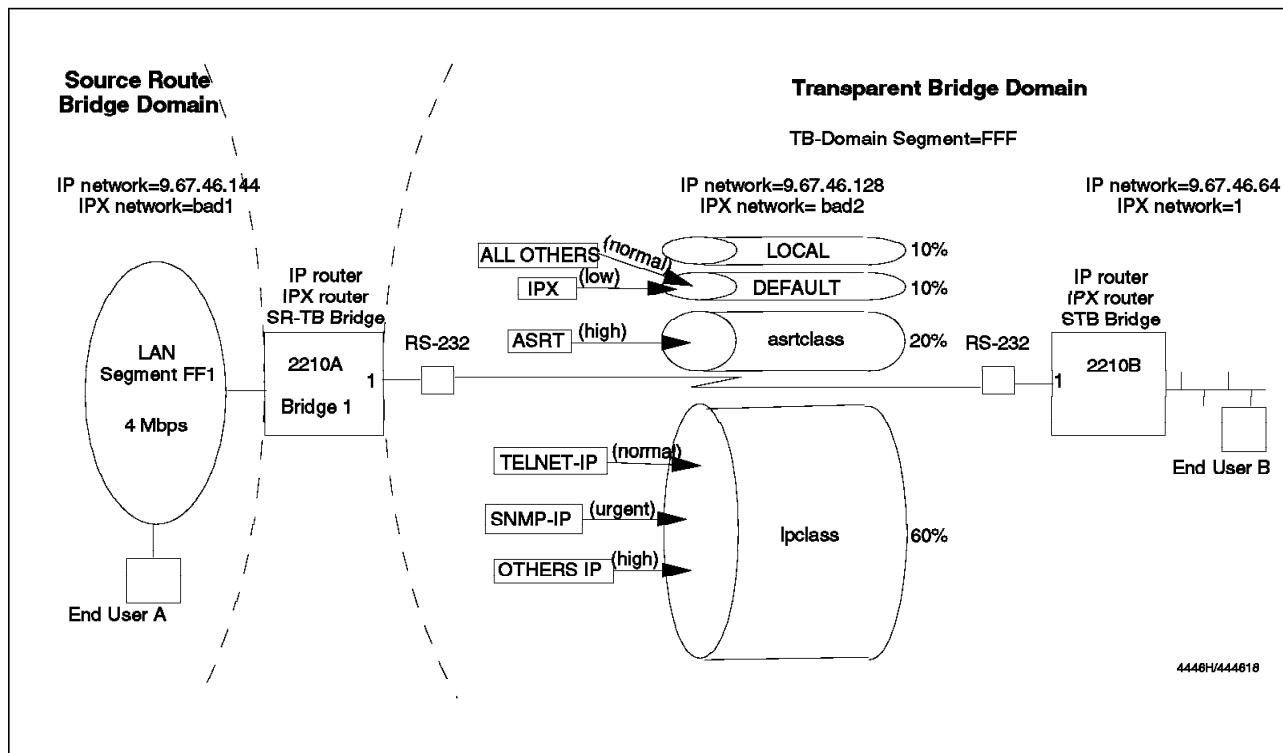 Source Route
Bridge Domain
Transparent Bridge Domain
TB-Domain Segment=FFF
IP network=9.67.46.144
IPX network=bad1
IP network=9.67.46.128
IPX network= bad2
IP network=9.67.46.64
IPX network=1
ALL OTHERS
(normal)
LOCAL
10%
IPX
(low)
DEFAULT
10%
IP router
IPX router
SR-TB Bridge
IP router
IPX router
STB Bridge
ASRT
(high)
asrtclass
20%
RS-232
RS-232
LAN
Segment FF1
4 Mbps
2210A
1
Bridge 1
1
2210B
TELNET-IP
(normal)
SNMP-IP
(urgent)
OTHERS IP
(high)
Ipclass
60%
End User B
End User A
4446H/444616